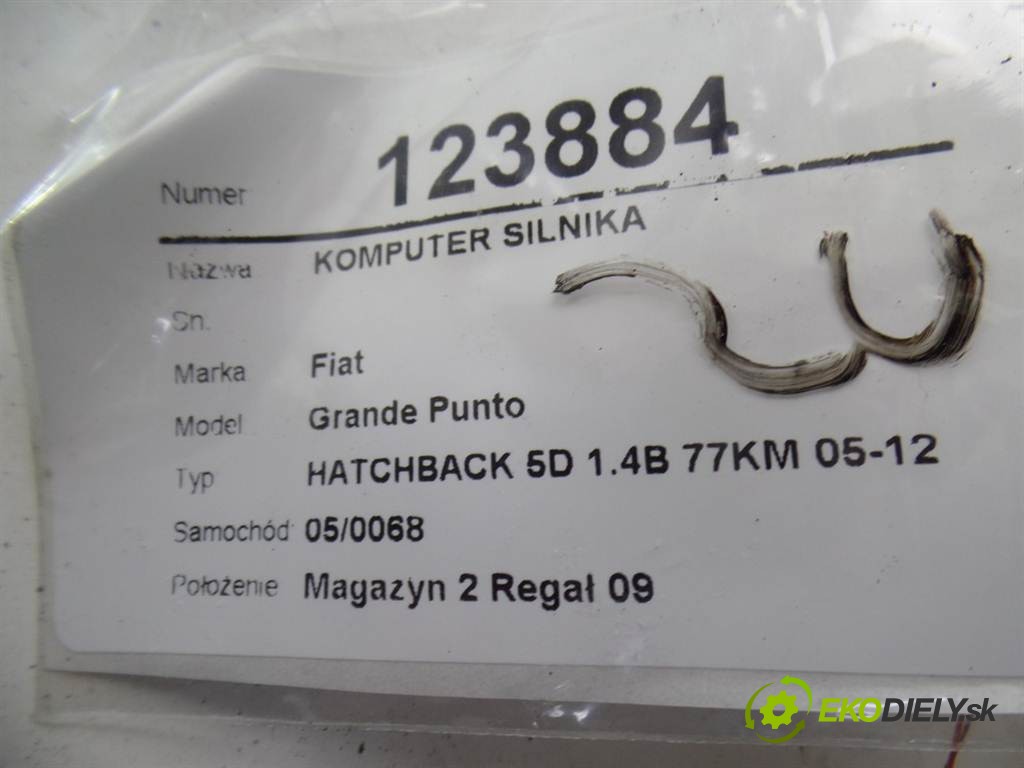 Numer 123884
Nazwa KOMPUTER SILNIKA
Sn.
Marka Fiat
Model Grande Punto
Typ HATCHBACK 5D 1.4B 77KM 05-12
Samochód: 05/0068
Położenie Magazyn 2 Regał 09
EKODIELY.sk